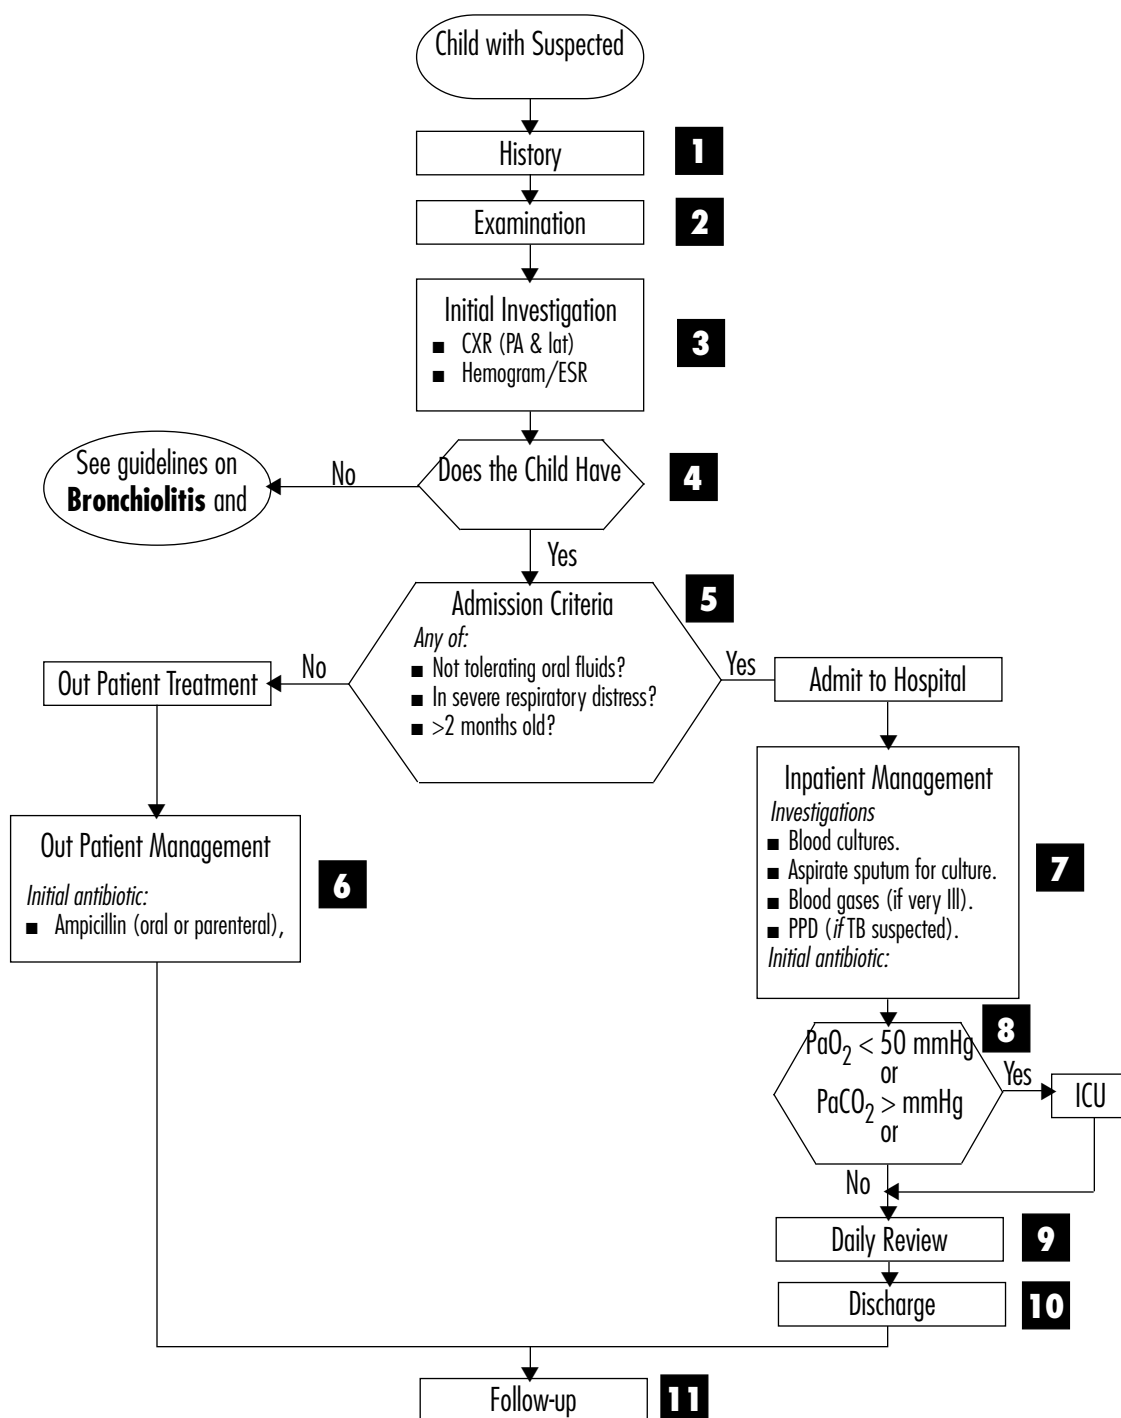 Child with Suspected
History
1
Examination
2
Initial Investigation
■ CXR (PA & lat)
■ Hemogram/ESR
3
Does the Child Have
4
No
See guidelines on
Bronchiolitis and
Yes
Admission Criteria
5
Any of:
■ Not tolerating oral fluids?
■ In severe respiratory distress?
■ >2 months old?
No
Out Patient Treatment
Yes
Admit to Hospital
Out Patient Management
Initial antibiotic:
■ Ampicillin (oral or parenteral),
6
Inpatient Management
Investigations
■ Blood cultures.
■ Aspirate sputum for culture.
■ Blood gases (if very Ill).
■ PPD (if TB suspected).
Initial antibiotic:
7
PaO2 < 50 mmHg
or
PaCO2 > mmHg
or
8
Yes
ICU
No
Daily Review
9
Discharge
10
Follow-up
11